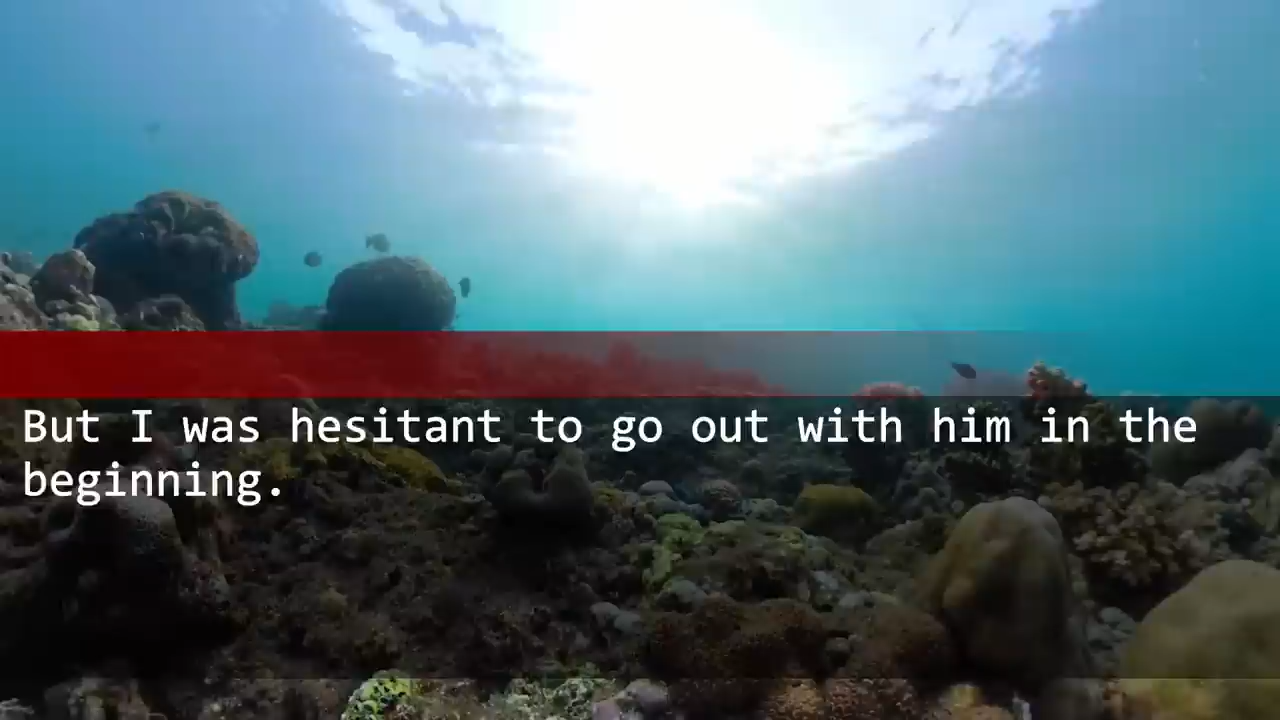 But I was hesitant to go out with him in the
beginning.